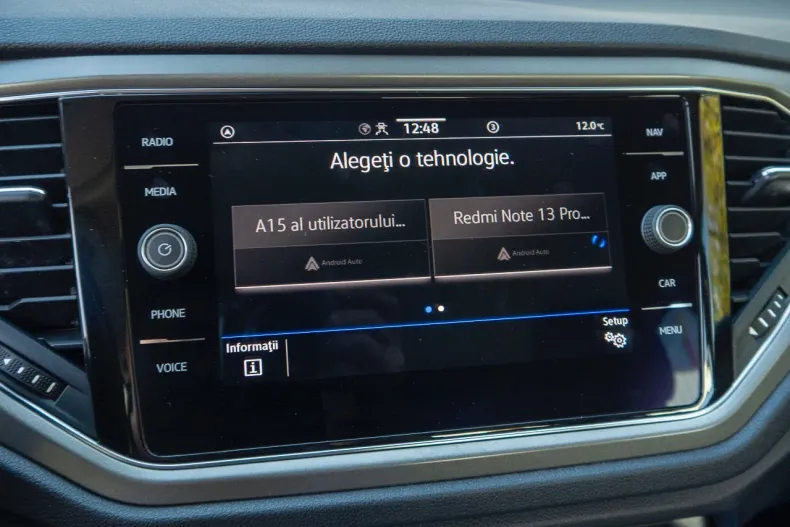 RADIO
MEDIA
PHONE
VOICE
12:48
3
12.0°C
Alegeţi o tehnologie.
A15 al utilizatorului...
Android Auto
Redmi Note 13 Pro...
Android Auto
Informaţii
i
Setup
NAV
APP
CAR
MENU